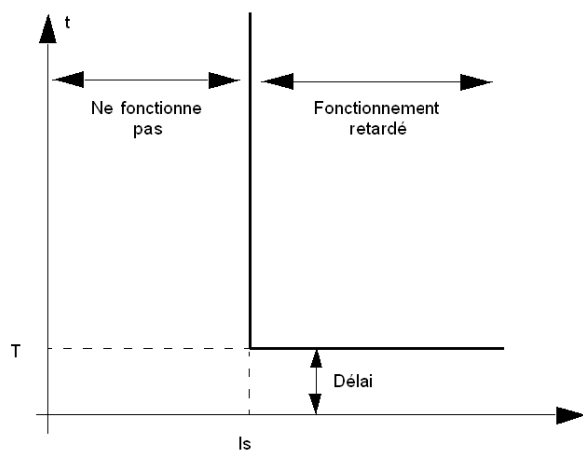 t
Ne fonctionne
pas
Fonctionnement
retardé
T
Délai
Is